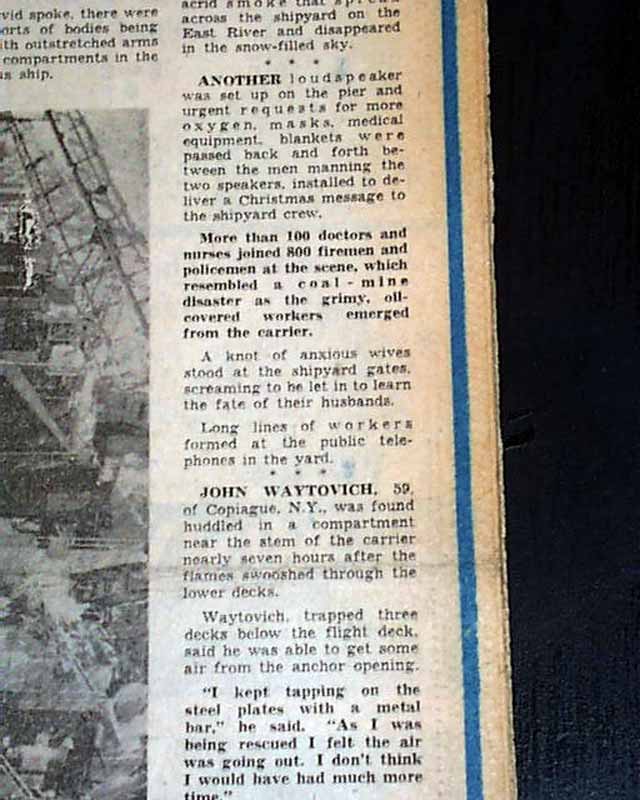 vid spoke, there were
orts of bodies being
ith outstretched arms
compartments in the
us ship.
acrid smoke that spread
across the shipyard on the
East River and disappeared
in the snow-filled sky.
* * *
ANOTHER loudspeaker
was set up on the pier and
urgent requests for more
oxygen, masks, medical
equipment, blankets were
passed back and forth be-
tween the men manning the
two speakers, installed to de-
liver a Christmas message to
the shipyard crew.
More than 100 doctors and
nurses joined 800 firemen and
policemen at the scene, which
resembled a coal-mine
disaster as the grimy, oil-
covered workers emerged
from the carrier.
A knot of anxious wives
stood at the shipyard gates,
screaming to be let in to learn
the fate of their husbands.
Long lines of workers
formed at the public tele-
phones in the yard.
* * *
JOHN WAYTOVICH, 59,
of Copiague, N.Y., was found
huddled in a compartment
near the stem of the carrier
nearly seven hours after the
flames swooshed through the
lower decks.
Waytovich, trapped three
decks below the flight deck,
said he was able to get some
air from the anchor opening.
"I kept tapping on the
steel plates with a metal
bar," he said. "As I was
being rescued I felt the air
was going out. I don't think
I would have had much more
time."